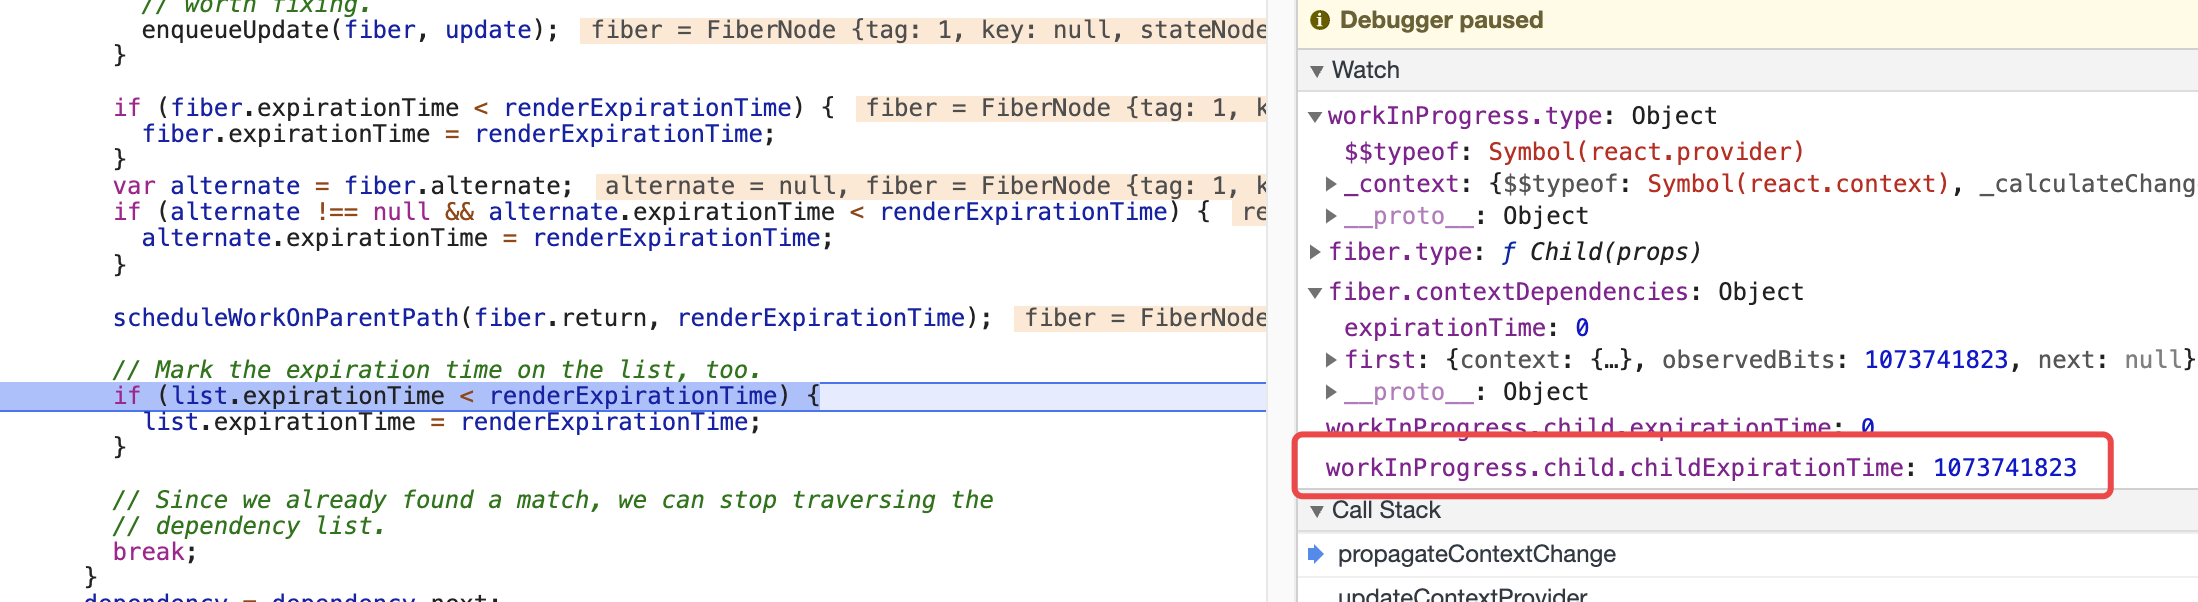 // worth fixing.
enqueueUpdate(fiber, update); fiber = FiberNode {tag: 1, key: null, stateNode
}
if (fiber.expirationTime < renderExpirationTime) { fiber = FiberNode {tag: 1, k
fiber.expirationTime = renderExpirationTime;
}
var alternate = fiber.alternate; alternate = null, fiber = FiberNode {tag: 1, k
if (alternate !== null && alternate.expirationTime < renderExpirationTime) { re
alternate.expirationTime = renderExpirationTime;
}
scheduleWorkOnParentPath(fiber.return, renderExpirationTime); fiber = FiberNode
// Mark the expiration time on the list, too.
if (list.expirationTime < renderExpirationTime) {
list.expirationTime = renderExpirationTime;
}
// Since we already found a match, we can stop traversing the
// dependency list.
break;
}
dependency = dependency.next;
Debugger paused
Watch
workInProgress.type: Object
$$typeof: Symbol(react.provider)
_context: {$$typeof: Symbol(react.context), _calculateChang
__proto__: Object
fiber.type: ƒ Child(props)
fiber.contextDependencies: Object
expirationTime: 0
first: {context: {…}, observedBits: 1073741823, next: null}
__proto__: Object
workInProgress.child.expirationTime: 0
workInProgress.child.childExpirationTime: 1073741823
Call Stack
propagateContextChange
updateContextProvider